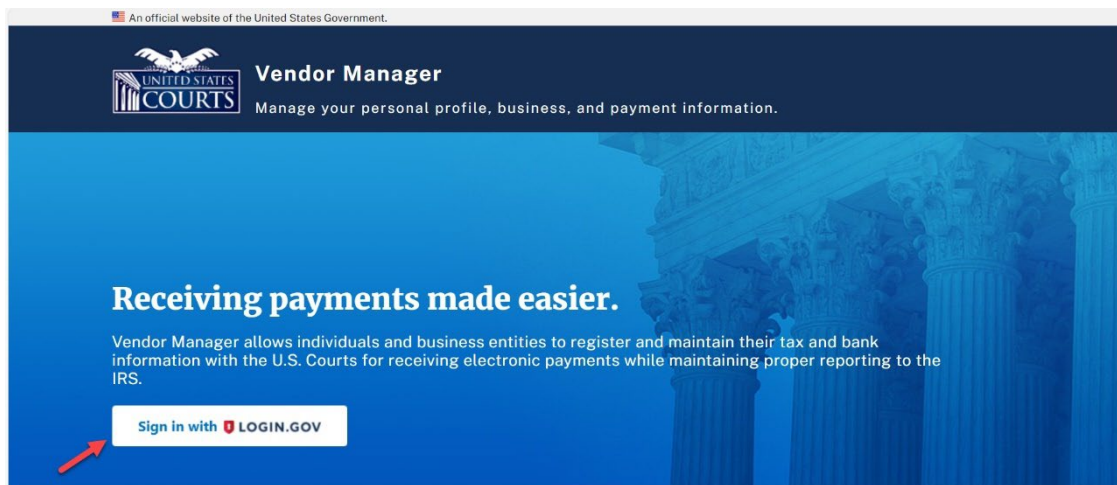 An official website of the United States Government.
UNITED STATES
COURTS
Vendor Manager
Manage your personal profile, business, and payment information.
Receiving payments made easier.
Vendor Manager allows individuals and business entities to register and maintain their tax and bank
information with the U.S. Courts for receiving electronic payments while maintaining proper reporting to the
IRS.
Sign in with LOGIN.GOV